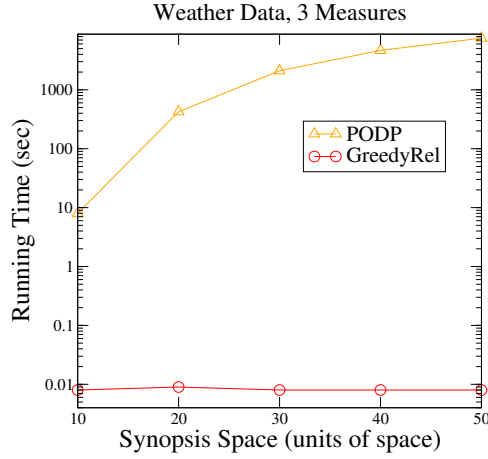 Weather Data, 3 Measures
Running Time (sec)
1000
100
10
1
0.1
0.01
PODP
GreedyRel
10 20 30 40 50
Synopsis Space (units of space)